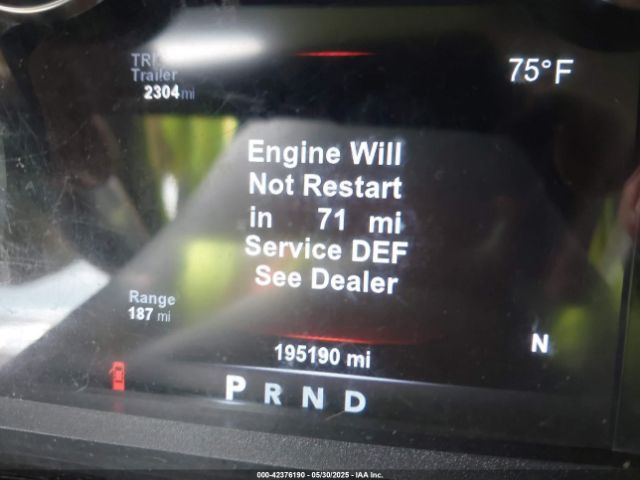 Trailer
2304 mi
75°F
Engine Will
Not Restart
in 71 mi
Service DEF
See Dealer
Range
187 mi
N
195190 mi
P R N D
000-42376190 - 05/30/2025 - IAA Inc.